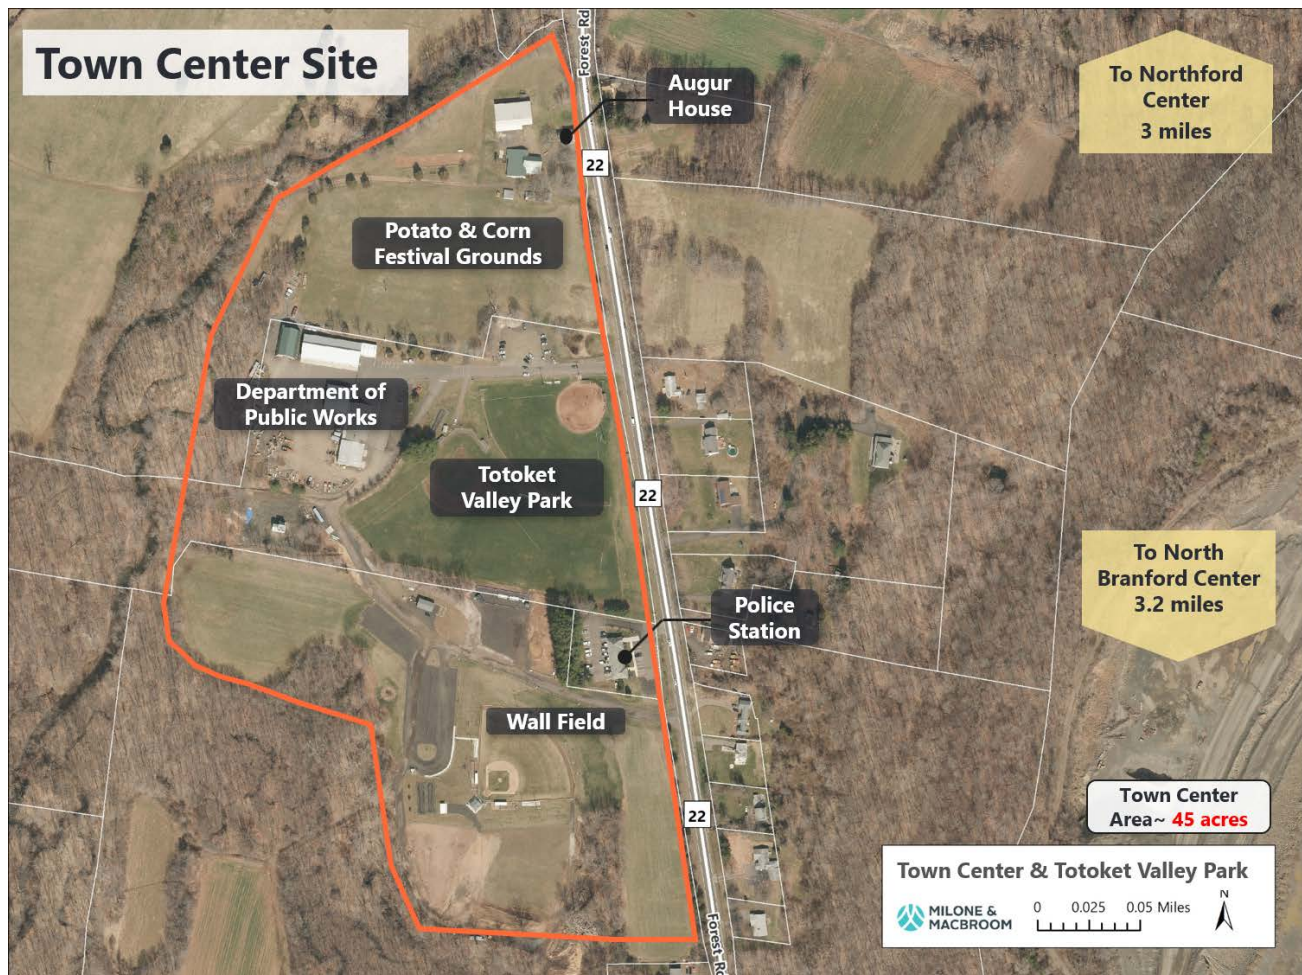 Town Center Site
Forest Rd
Augur
House
To Northford
Center
3 miles
22
Potato & Corn
Festival Grounds
Department of
Public Works
Totoket
Valley Park
22
To North
Branford Center
3.2 miles
Police
Station
Wall Field
22
Town Center
Area~ 45 acres
Forest Rd
Town Center & Totoket Valley Park
MILONE &
MACBROOM
0 0.025 0.05 Miles
N